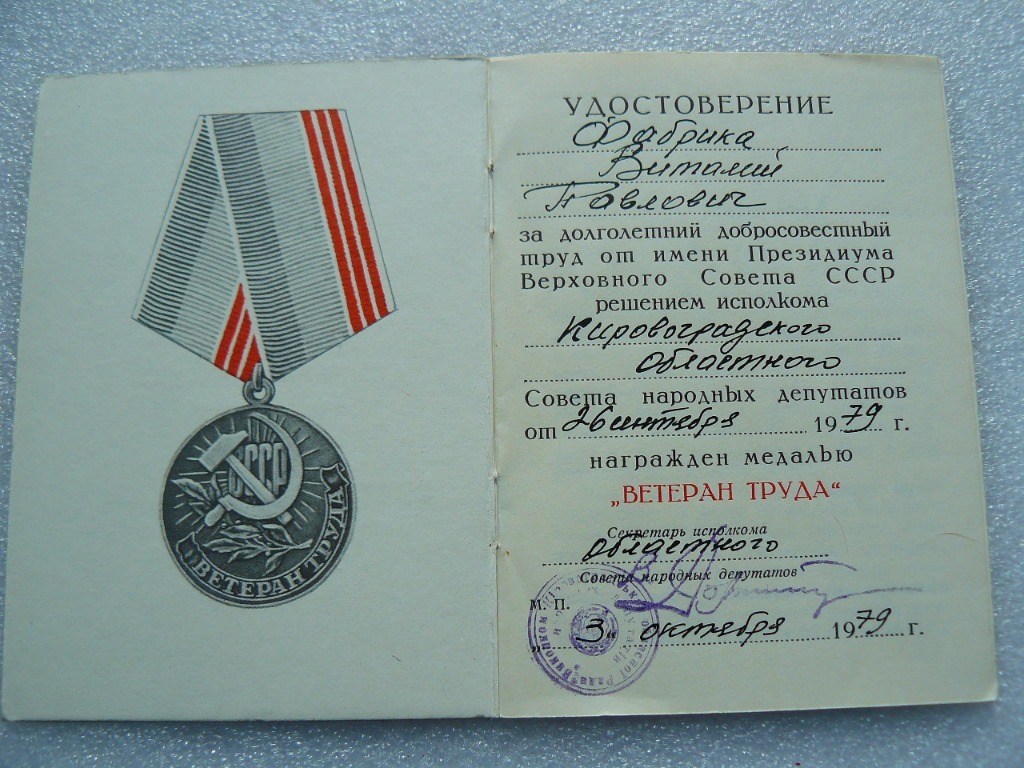 СССР
ВЕТЕРАН ТРУДА
УДОСТОВЕРЕНИЕ
Фабрика
Виталий
Павлович
за долголетний добросовестный
труд от имени Президиума
Верховного Совета СССР
решением исполкома
Кировоградского
областного
Совета народных депутатов
от 26 сентября 1979 г.
награжден медалью
„ВЕТЕРАН ТРУДА“
Секретарь исполкома
областного
Совета народных депутатов
М. П.
„3“ октября 1979 г.